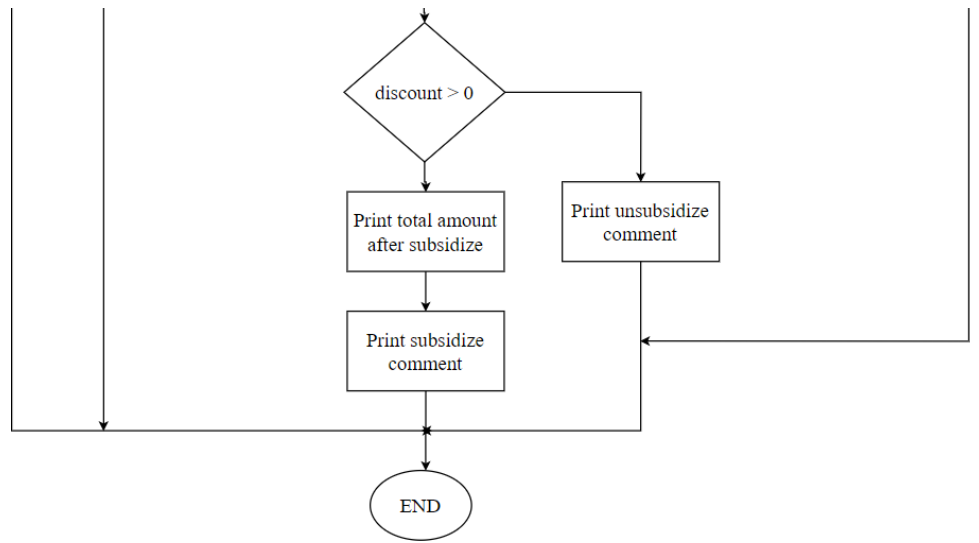 discount > 0
Print total amount
after subsidize
Print unsubsidize
comment
Print subsidize
comment
END